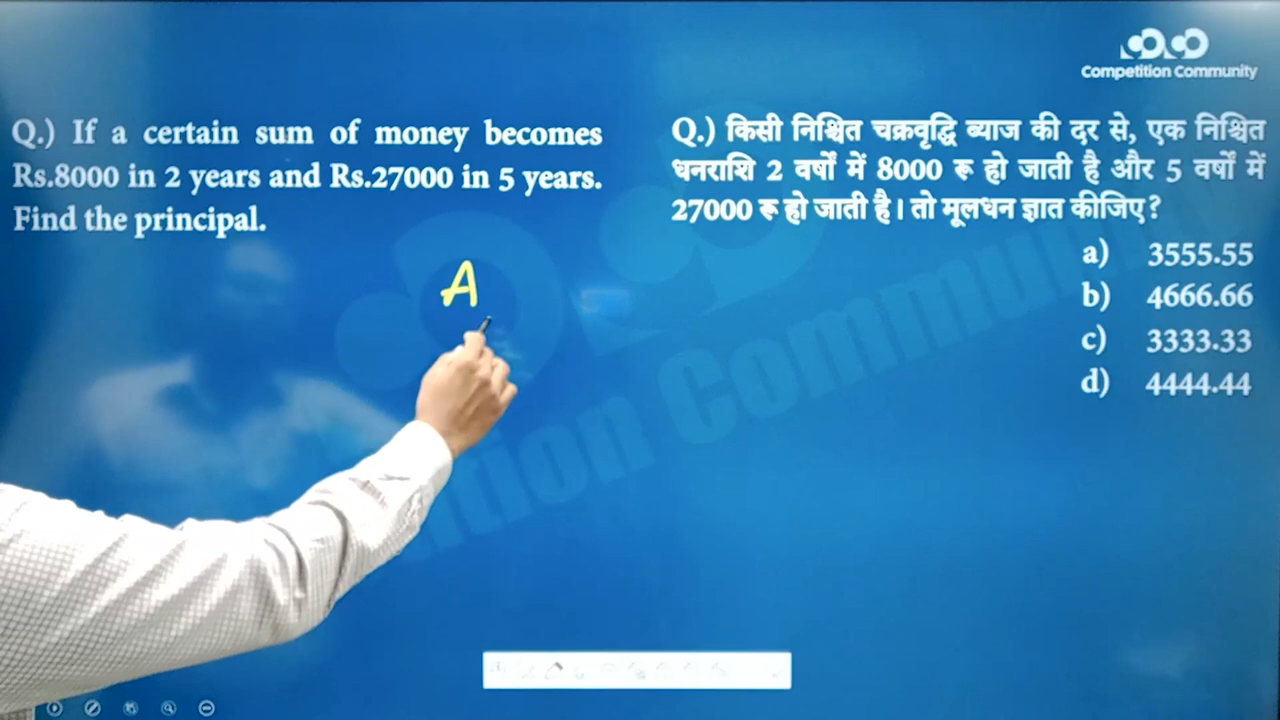 Competition Community
Q.) If a certain sum of money becomes
Rs.8000 in 2 years and Rs.27000 in 5 years.
Find the principal.
Q.) किसी निश्चित चक्रवृद्धि ब्याज की दर से, एक निश्चित
धनराशि 2 वर्षों में 8000 रू हो जाती है और 5 वर्षों में
27000 रू हो जाती है। तो मूलधन ज्ञात कीजिए?
a) 3555.55
b) 4666.66
c) 3333.33
d) 4444.44
A
tion Community